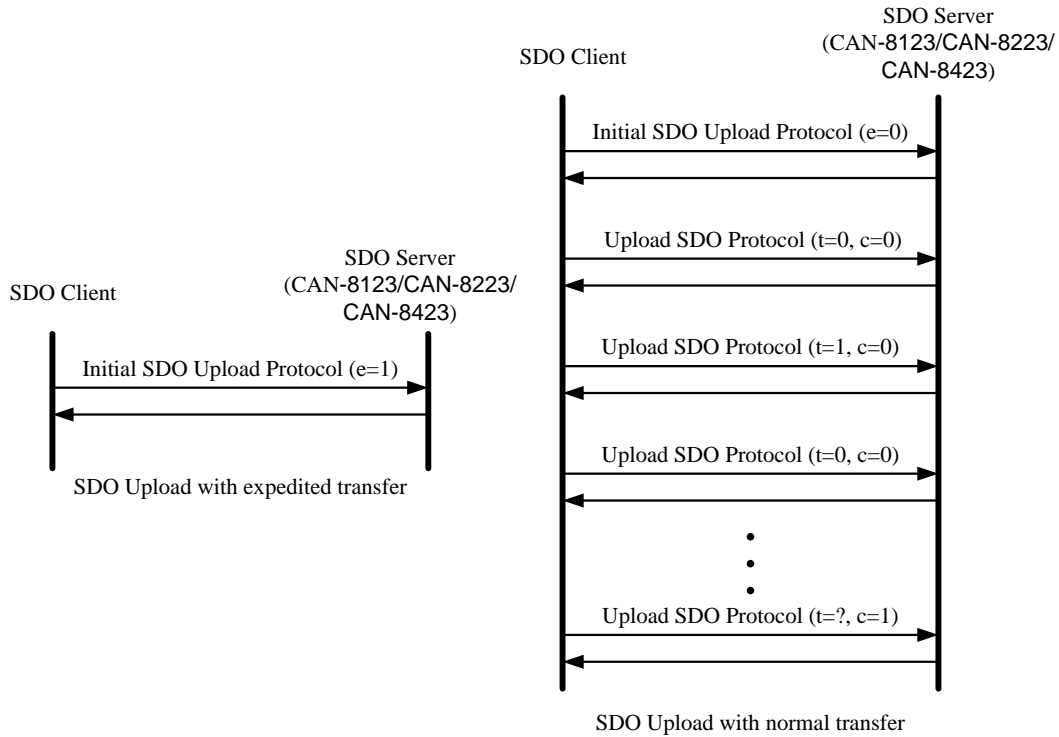 SDO Client
SDO Server
(CAN-8123/CAN-8223/
CAN-8423)
Initial SDO Upload Protocol (e=1)
SDO Upload with expedited transfer
SDO Client
SDO Server
(CAN-8123/CAN-8223/
CAN-8423)
Initial SDO Upload Protocol (e=0)
Upload SDO Protocol (t=0, c=0)
Upload SDO Protocol (t=1, c=0)
Upload SDO Protocol (t=0, c=0)
Upload SDO Protocol (t=?, c=1)
SDO Upload with normal transfer